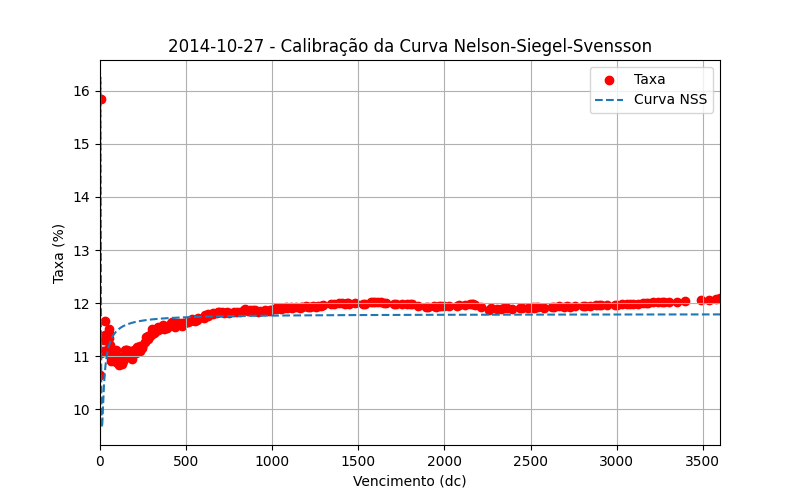 2014-10-27 - Calibração da Curva Nelson-Siegel-Svensson
Taxa
Curva NSS
Taxa (%)
16
15
14
13
12
11
10
0 500 1000 1500 2000 2500 3000 3500
Vencimento (dc)